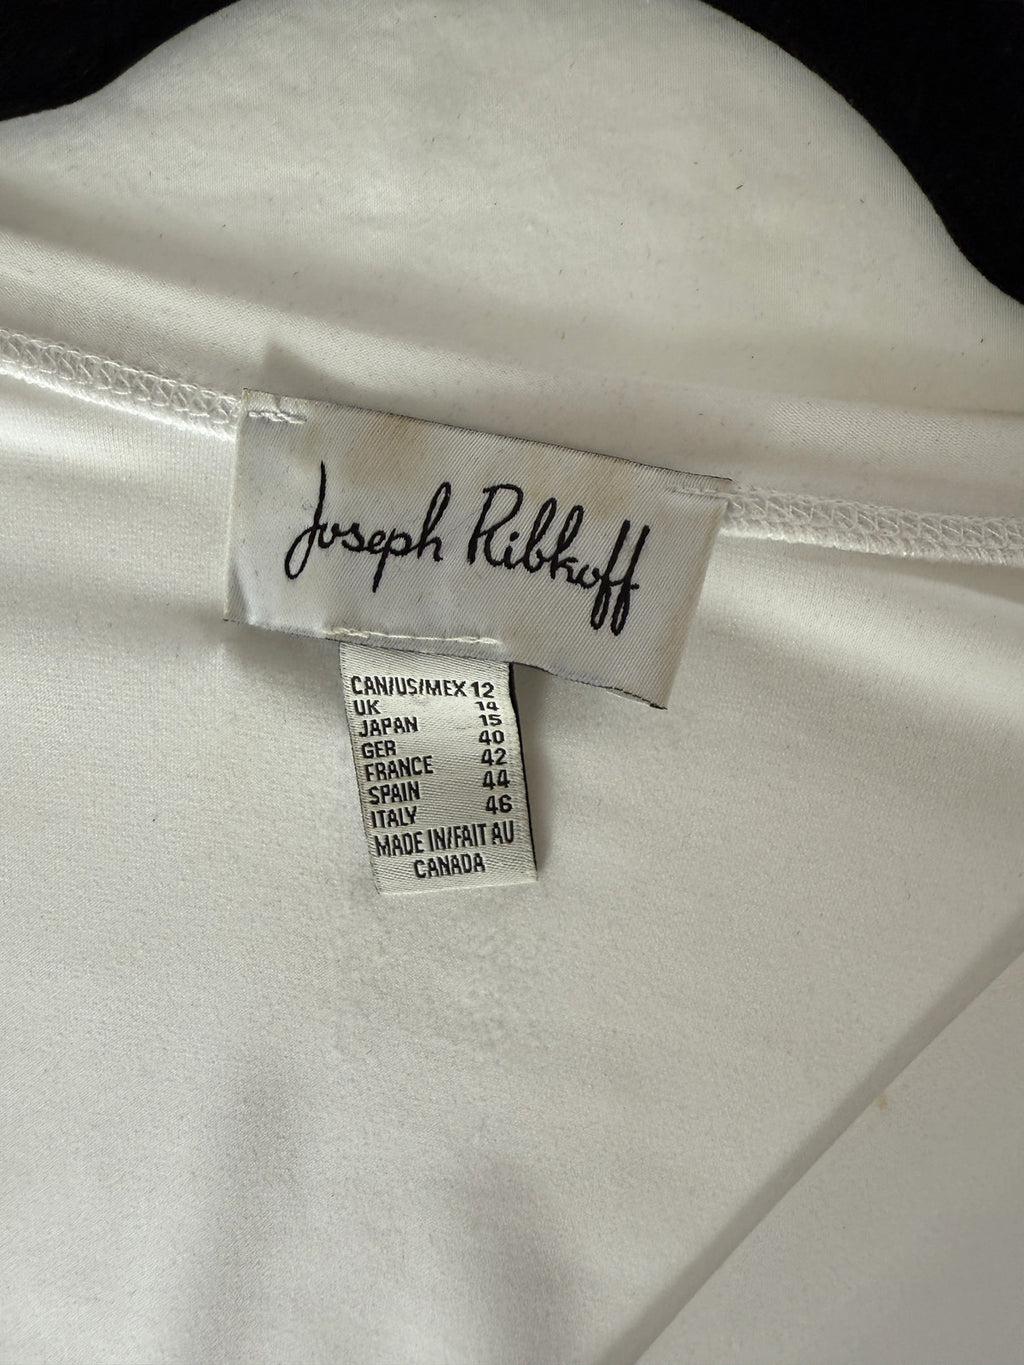 Joseph Ribkoff
CAN/US/MEX 12
UK 14
JAPAN 15
GER 40
FRANCE 42
SPAIN 44
ITALY 46
MADE IN/FAIT AU
CANADA